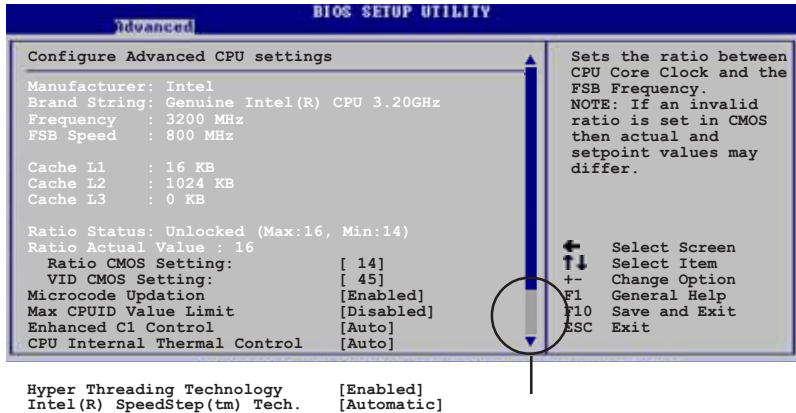 BIOS SETUP UTILITY
Advanced
Configure Advanced CPU settings
Manufacturer: Intel
Brand String: Genuine Intel(R) CPU 3.20GHz
Frequency : 3200 MHz
FSB Speed : 800 MHz
Cache L1 : 16 KB
Cache L2 : 1024 KB
Cache L3 : 0 KB
Ratio Status: Unlocked (Max:16, Min:14)
Ratio Actual Value : 16
Ratio CMOS Setting: [ 14]
VID CMOS Setting: [ 45]
Microcode Updation [Enabled]
Max CPUID Value Limit [Disabled]
Enhanced C1 Control [Auto]
CPU Internal Thermal Control [Auto]
Hyper Threading Technology [Enabled]
Intel(R) SpeedStep(tm) Tech. [Automatic]
Sets the ratio between
CPU Core Clock and the
FSB Frequency.
NOTE: If an invalid
ratio is set in CMOS
then actual and
setpoint values may
differ.
← Select Screen
↑↓ Select Item
+- Change Option
F1 General Help
F10 Save and Exit
ESC Exit